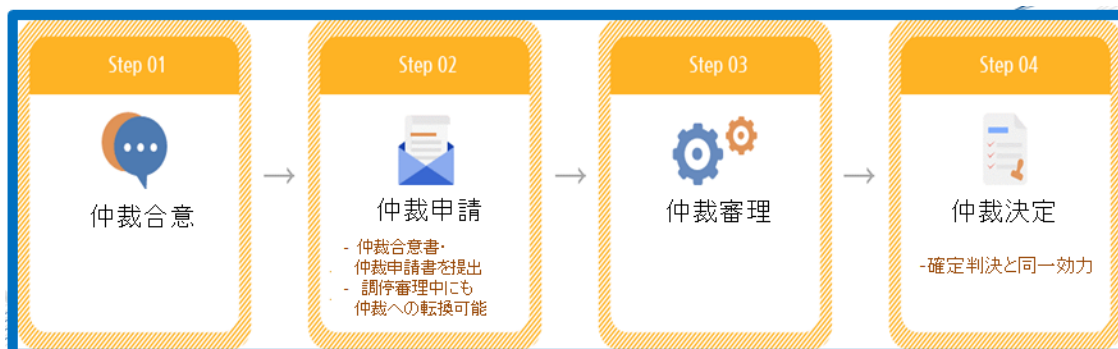 Step 01
仲裁合意
→
Step 02
仲裁申請
- 仲裁合意書・
仲裁申請書を提出
- 調停審理中にも
仲裁への転換可能
→
Step 03
仲裁審理
→
Step 04
仲裁決定
-確定判決と同一効力